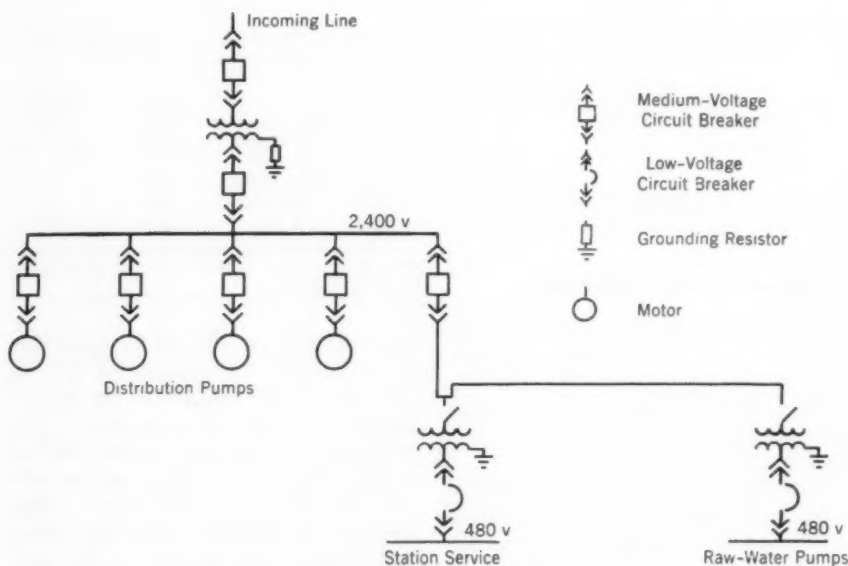 Incoming Line
Medium-Voltage
Circuit Breaker
Low-Voltage
Circuit Breaker
2,400 v
Grounding Resistor
Motor
Distribution Pumps
480 v
480 v
Station Service
Raw-Water Pumps